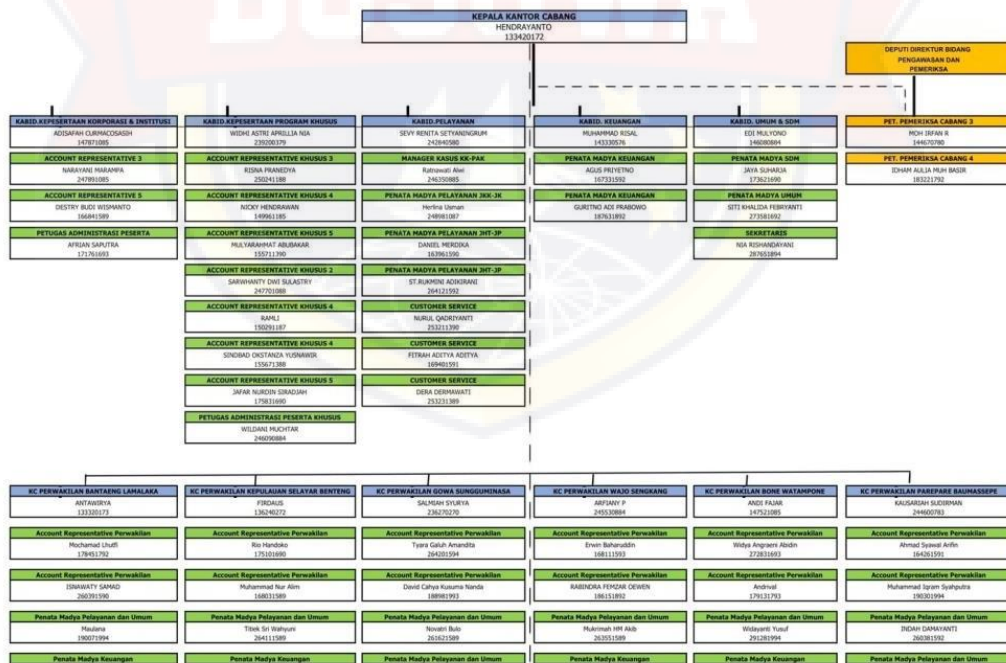 KEPALA KANTOR CABANG
HENDRAYANTO
133420172
DEPUTI DIREKTUR BIDANG
PENGAWASAN DAN
PEMERIKSA
KABID.KEPESERTAAN KORPORASI & INSTITUSI
ADISAFAH CURMACOSASIH
147871085
ACCOUNT REPRESENTATIVE 3
NARAYANI MARAMPA
247891085
ACCOUNT REPRESENTATIVE 5
DESTRY BUDI WISMANTO
166841589
PETUGAS ADMINISTRASI PESERTA
AFRIAN SAPUTRA
171761693
KABID.KEPESERTAAN PROGRAM KHUSUS
WIDHI ASTRI APRILLIA NIA
239200379
ACCOUNT REPRESENTATIVE KHUSUS 3
RISNA PRANEDYA
250241188
ACCOUNT REPRESENTATIVE KHUSUS 4
NICKY HENDRAWAN
149961185
ACCOUNT REPRESENTATIVE KHUSUS 5
MULYARAHMAT ABUBAKAR
155711390
ACCOUNT REPRESENTATIVE KHUSUS 2
SARWHANTY DWI SULASTRY
247701088
ACCOUNT REPRESENTATIVE KHUSUS 4
RAMLI
150291187
ACCOUNT REPRESENTATIVE KHUSUS 4
SINDBAD OKSTANZA YUSNAWIR
155671388
ACCOUNT REPRESENTATIVE KHUSUS 5
JAFAR NURDIN SIRADJAH
175831690
PETUGAS ADMINISTRASI PESERTA KHUSUS
WILDANI MUCHTAR
246090884
KABID.PELAYANAN
SEVY RENITA SETYANINGRUM
242840580
MANAGER KASUS KK-PAK
Ratnawati Alwi
246350885
PENATA MADYA PELAYANAN JKK-JK
Herlina Usman
248981087
PENATA MADYA PELAYANAN JHT-JP
DANIEL MERDIKA
163961590
PENATA MADYA PELAYANAN JHT-JP
ST.RUKMINI ADIKIRANI
264121592
CUSTOMER SERVICE
NURUL QADRIYANTI
253211390
CUSTOMER SERVICE
FITRAH ADITYA ADITYA
169401591
CUSTOMER SERVICE
DERA DERMAWATI
253231389
KABID. KEUANGAN
MUHAMMAD RISAL
143330576
PENATA MADYA KEUANGAN
AGUS PRIYETNO
167331592
PENATA MADYA KEUANGAN
GURITNO ADI PRABOWO
187631892
KABID. UMUM & SDM
EDI MULYONO
146080884
PENATA MADYA SDM
JAYA SUHARJA
173621690
PENATA MADYA UMUM
SITI KHALIDA FEBRYANTI
273581692
SEKRETARIS
NIA RISHANDAYANI
287651894
PET. PEMERIKSA CABANG 3
MOH IRFAN R
144670780
PET. PEMERIKSA CABANG 4
IDHAM AULIA MUH BASIR
183221792
KC PERWAKILAN BANTAENG LAMALAKA
ANTAWIRYA
133320173
Account Representative Perwakilan
Mochamad Lhutfi
178451792
Account Representative Perwakilan
ISNAWATY SAMAD
260391590
Penata Madya Pelayanan dan Umum
Maulana
190071994
Penata Madya Keuangan
KC PERWAKILAN KEPULAUAN SELAYAR BENTENG
FIRDAUS
136240272
Account Representative Perwakilan
Rio Handoko
175101690
Account Representative Perwakilan
Muhammad Nur Alim
168031589
Penata Madya Pelayanan dan Umum
Titiek Sri Wahyuni
264111589
Penata Madya Keuangan
KC PERWAKILAN GOWA SUNGGUMINASA
SALMIAH SYURYA
236270270
Account Representative Perwakilan
Tyara Galuh Amandita
264201594
Account Representative Perwakilan
David Cahya Kusuma Nanda
188981993
Penata Madya Pelayanan dan Umum
Novatri Bulo
261621589
Penata Madya Pelayanan dan Umum
KC PERWAKILAN WAJO SENGKANG
ARFIANY P
245530884
Account Representative Perwakilan
Erwin Baharuddin
168111593
Account Representative Perwakilan
RABINDRA FEMZAR DEWEN
186151892
Penata Madya Pelayanan dan Umum
Mukrimah HM Akib
263551589
Penata Madya Keuangan
KC PERWAKILAN BONE WATAMPONE
ANDI FAJAR
147521085
Account Representative Perwakilan
Widya Angraeni Abidin
272831693
Account Representative Perwakilan
Andrival
179131793
Penata Madya Pelayanan dan Umum
Widayanti Yusuf
291281994
Penata Madya Keuangan
KC PERWAKILAN PAREPARE BAUMASSEPE
KAUSARIAH SUDIRMAN
244600783
Account Representative Perwakilan
Ahmad Syawal Arifin
164261591
Account Representative Perwakilan
Muhammad Iqram Syahputra
190301994
Penata Madya Pelayanan dan Umum
INDAH DAMAYANTI
260381592
Penata Madya Pelayanan dan Umum